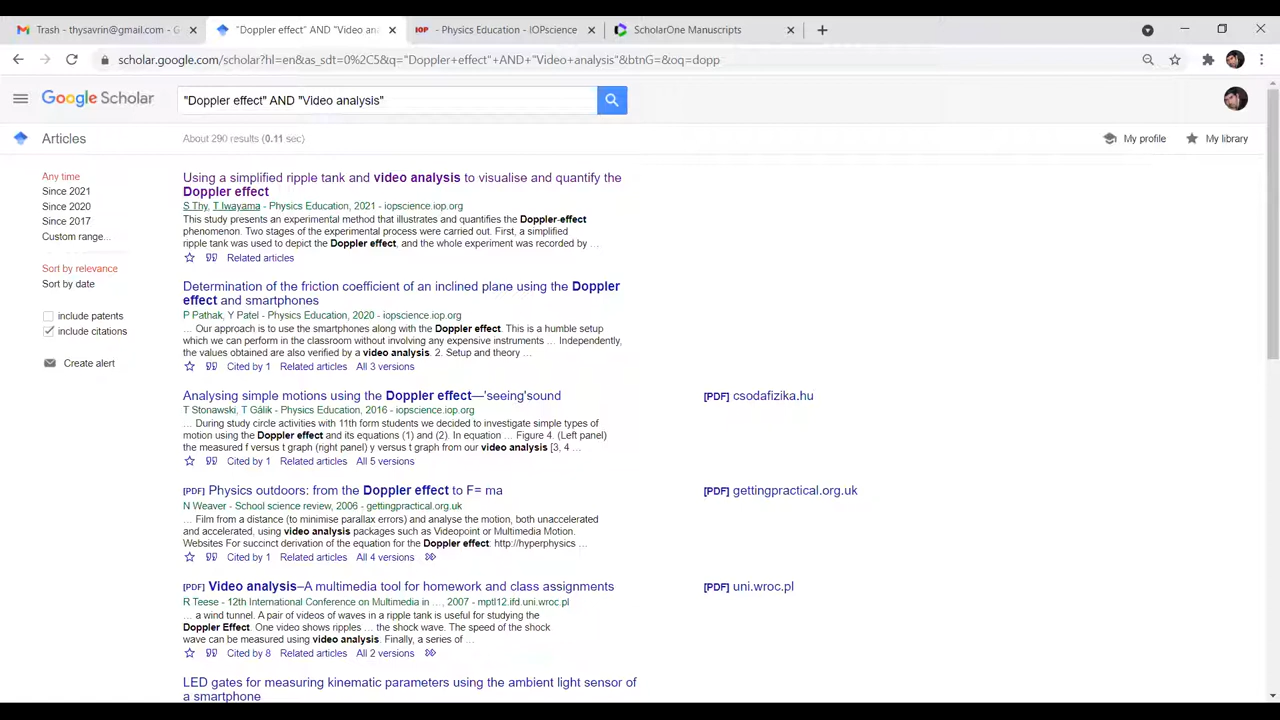 Trash - thysavrin@gmail.com - G
"Doppler effect" AND "Video an
IOP - Physics Education - IOPscience
ScholarOne Manuscripts
scholar.google.com/scholar?hl=en&as_sdt=0%2C5&q="Doppler+effect"+AND+"Video+analysis"&btnG=&oq=dopp
Google Scholar
"Doppler effect" AND "Video analysis"
Articles
About 290 results (0.11 sec)
My profile
My library
Any time
Since 2021
Since 2020
Since 2017
Custom range...
Sort by relevance
Sort by date
include patents
include citations
Create alert
Using a simplified ripple tank and video analysis to visualise and quantify the
Doppler effect
S Thy, T Iwayama - Physics Education, 2021 - iopscience.iop.org
This study presents an experimental method that illustrates and quantifies the Doppler-effect
phenomenon. Two stages of the experimental process were carried out. First, a simplified
ripple tank was used to depict the Doppler effect, and the whole experiment was recorded by ...
Related articles
Determination of the friction coefficient of an inclined plane using the Doppler
effect and smartphones
P Pathak, Y Patel - Physics Education, 2020 - iopscience.iop.org
... Our approach is to use the smartphones along with the Doppler effect. This is a humble setup
which we can perform in the classroom without involving any expensive instruments ... Independently,
the values obtained are also verified by a video analysis. 2. Setup and theory ...
Cited by 1 Related articles All 3 versions
Analysing simple motions using the Doppler effect—'seeing'sound
[PDF] csodafizika.hu
T Stonawski, T Gálik - Physics Education, 2016 - iopscience.iop.org
... During study circle activities with 11th form students we decided to investigate simple types of
motion using the Doppler effect and its equations (1) and (2). In equation ... Figure 4. (Left panel)
the measured f versus t graph (right panel) y versus t graph from our video analysis [3, 4 ...
Cited by 1 Related articles All 5 versions
[PDF] Physics outdoors: from the Doppler effect to F= ma
[PDF] gettingpractical.org.uk
N Weaver - School science review, 2006 - gettingpractical.org.uk
... Film from a distance (to minimise parallax errors) and analyse the motion, both unaccelerated
and accelerated, using video analysis packages such as Videopoint or Multimedia Motion.
Websites For succinct derivation of the equation for the Doppler effect: http://hyperphysics ...
Cited by 1 Related articles All 4 versions
[PDF] Video analysis–A multimedia tool for homework and class assignments
[PDF] uni.wroc.pl
R Teese - 12th International Conference on Multimedia in ..., 2007 - mptl12.ifd.uni.wroc.pl
... a wind tunnel. A pair of videos of waves in a ripple tank is useful for studying the
Doppler Effect. One video shows ripples ... the shock wave. The speed of the shock
wave can be measured using video analysis. Finally, a series of ...
Cited by 8 Related articles All 2 versions
LED gates for measuring kinematic parameters using the ambient light sensor of
a smartphone